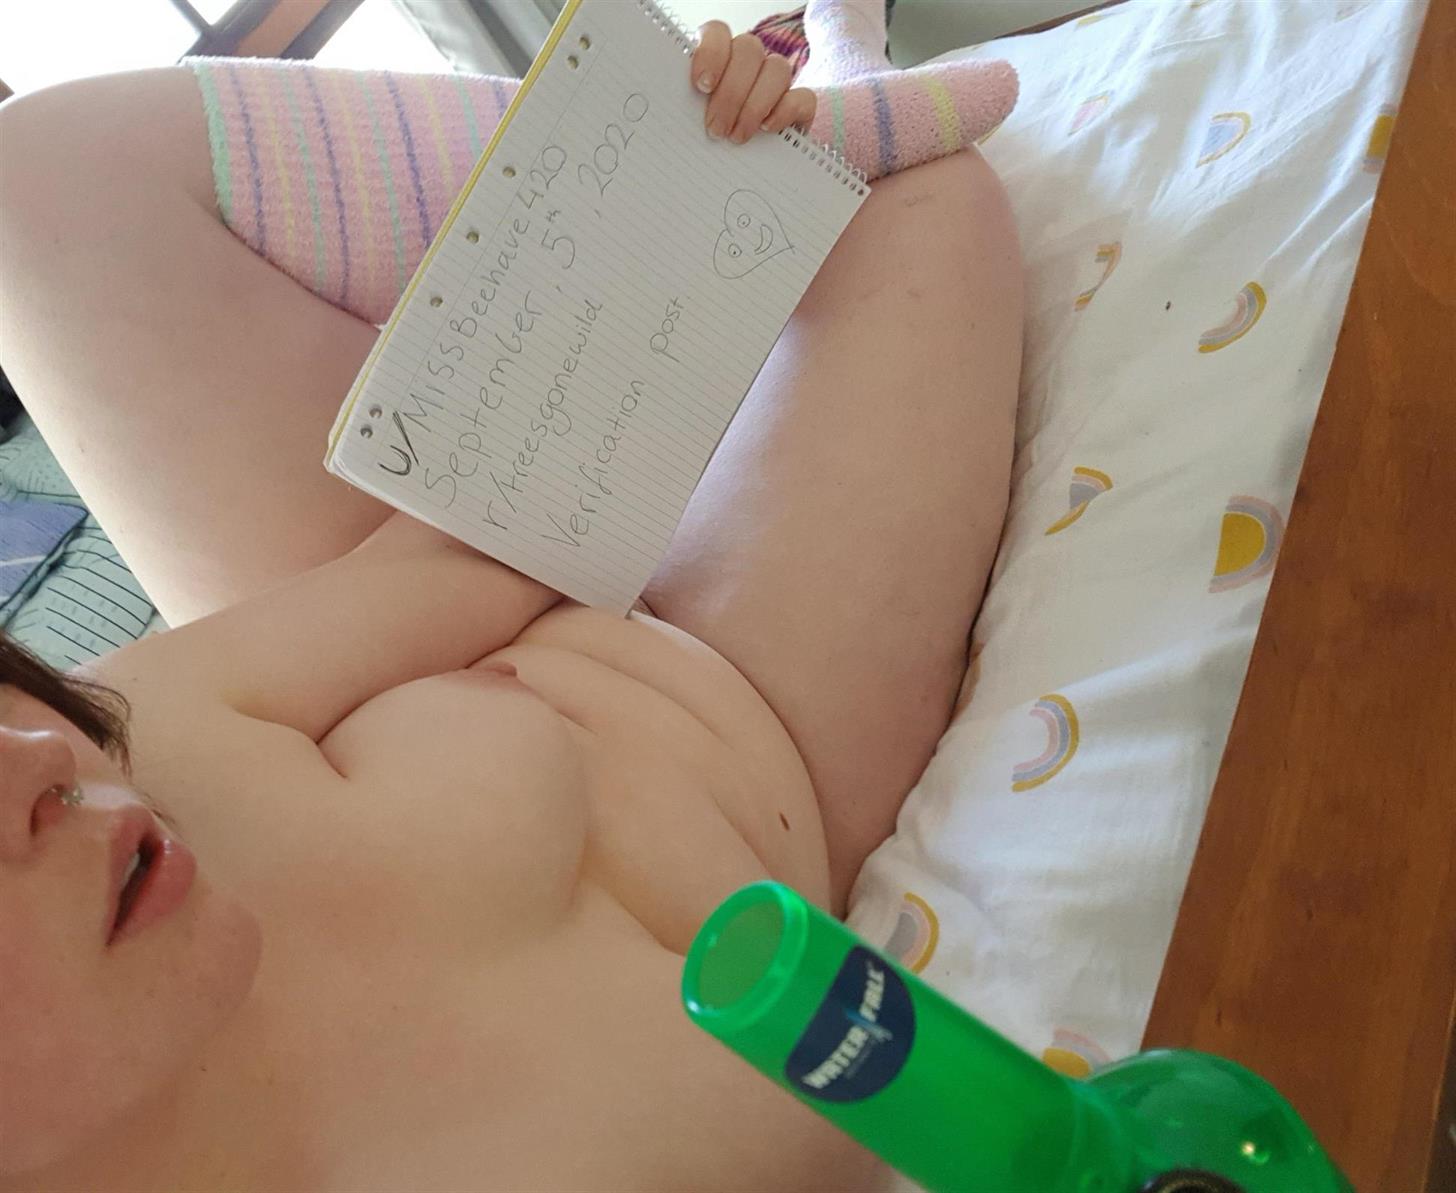 u/MissBeehave420
September, 5th, 2020
r/treesgonewild
Verification post.
WATERFALL